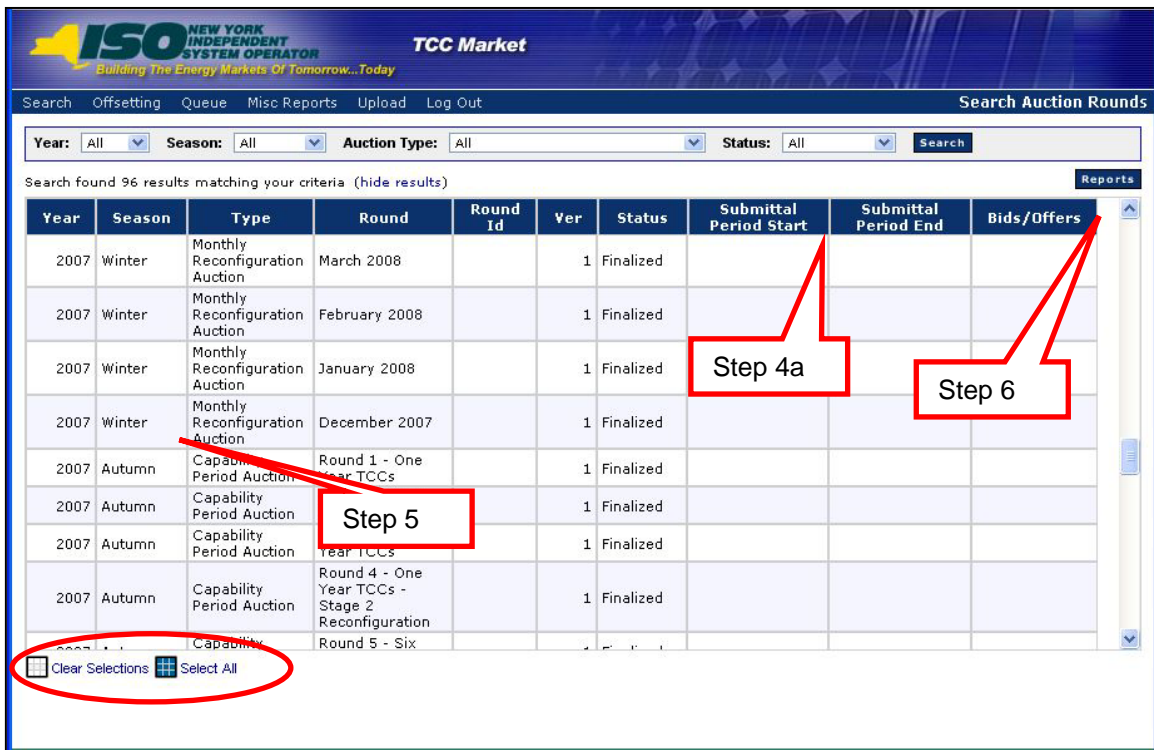 ISO NEW YORK
INDEPENDENT
SYSTEM OPERATOR
Building The Energy Markets Of Tomorrow...Today
TCC Market
Search Offsetting Queue Misc Reports Upload Log Out Search Auction Rounds
Year: All Season: All Auction Type: All Status: All Search
Search found 96 results matching your criteria (hide results) Reports
Year Season Type Round Round Id Ver Status Submittal Period Start Submittal Period End Bids/Offers
2007 Winter Monthly Reconfiguration Auction March 2008 1 Finalized
2007 Winter Monthly Reconfiguration Auction February 2008 1 Finalized
2007 Winter Monthly Reconfiguration Auction January 2008 1 Finalized
Step 4a
Step 6
2007 Winter Monthly Reconfiguration Auction December 2007 1 Finalized
2007 Autumn Capability Period Auction Round 1 - One Year TCCs 1 Finalized
2007 Autumn Capability Period Auction 1 Finalized
Step 5
2007 Autumn Capability Period Auction Year TCCs 1 Finalized
2007 Autumn Capability Period Auction Round 4 - One Year TCCs - Stage 2 Reconfiguration 1 Finalized
Capability Round 5 - Six
Clear Selections Select All